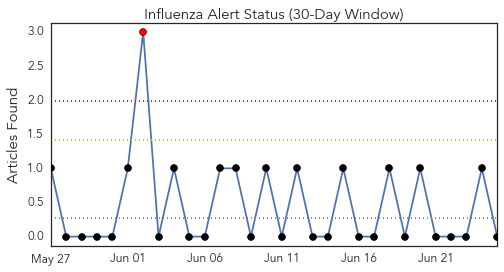 Influenza Alert Status (30-Day Window)
Articles Found
3.0
2.5
2.0
1.5
1.0
0.5
0.0
May 27
Jun 01
Jun 06
Jun 11
Jun 16
Jun 21